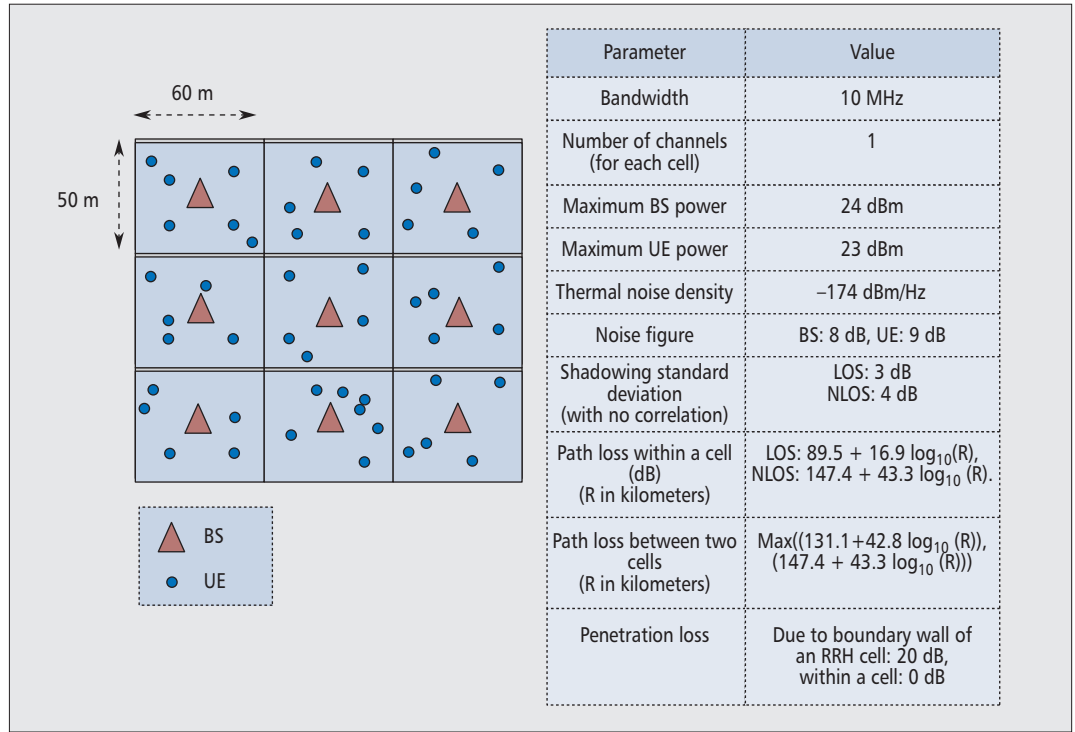 60 m
50 m
BS
UE
Parameter Value
Bandwidth 10 MHz
Number of channels
(for each cell)
1
Maximum BS power 24 dBm
Maximum UE power 23 dBm
Thermal noise density –174 dBm/Hz
Noise figure BS: 8 dB, UE: 9 dB
Shadowing standard
deviation
(with no correlation)
LOS: 3 dB
NLOS: 4 dB
Path loss within a cell
(dB)
(R in kilometers)
LOS: 89.5 + 16.9 log10(R),
NLOS: 147.4 + 43.3 log10 (R).
Path loss between two
cells
(R in kilometers)
Max((131.1+42.8 log10 (R)),
(147.4 + 43.3 log10 (R)))
Penetration loss
Due to boundary wall of
an RRH cell: 20 dB,
within a cell: 0 dB